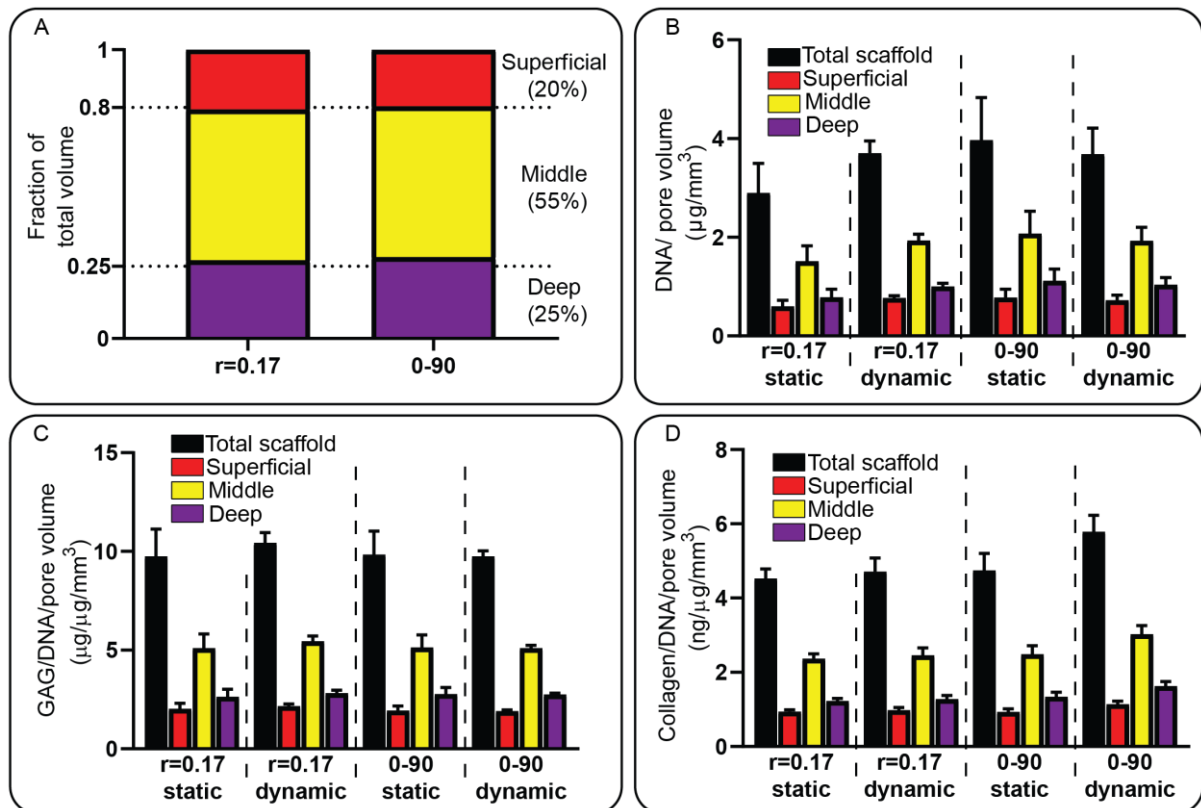 A
Fraction of
total volume
1
0.8
0.25
0
Superficial
(20%)
Middle
(55%)
Deep
(25%)
r=0.17
0-90
B
DNA/ pore volume
(µg/mm³)
6
4
2
0
Total scaffold
Superficial
Middle
Deep
r=0.17
static
r=0.17
dynamic
0-90
static
0-90
dynamic
C
GAG/DNA/pore volume
(µg/µg/mm³)
15
10
5
0
Total scaffold
Superficial
Middle
Deep
r=0.17
static
r=0.17
dynamic
0-90
static
0-90
dynamic
D
Collagen/DNA/pore volume
(ng/µg/mm³)
8
6
4
2
0
Total scaffold
Superficial
Middle
Deep
r=0.17
static
r=0.17
dynamic
0-90
static
0-90
dynamic